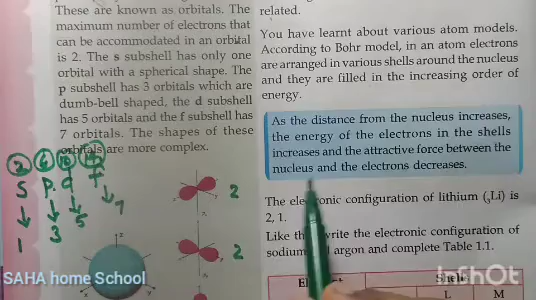 These are known as orbitals. The
maximum number of electrons that
can be accommodated in an orbital
is 2. The s subshell has only one
orbital with a spherical shape. The
p subshell has 3 orbitals which are
dumb-bell shaped, the d subshell
has 5 orbitals and the f subshell has
7 orbitals. The shapes of these
orbitals are more complex.
2 6 10 14
s p d f
1 3 5 7
2
2
z
x
y
SAHA home School
related.
You have learnt about various atom models.
According to Bohr model, in an atom electrons
are arranged in various shells around the nucleus
and they are filled in the increasing order of
energy.
As the distance from the nucleus increases,
the energy of the electrons in the shells
increases and the attractive force between the
nucleus and the electrons decreases.
The electronic configuration of lithium (₃Li) is
2, 1.
Like write the electronic configuration of
sodium argon and complete Table 1.1.
Shells
L M
InShot